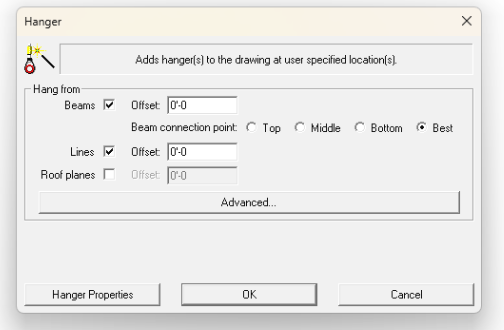 Hanger
Adds hanger(s) to the drawing at user specified location(s).
Hang from
Beams Offset: 0'-0
Beam connection point: Top Middle Bottom Best
Lines Offset: 0'-0
Roof planes Offset: 0'-0
Advanced...
Hanger Properties OK Cancel